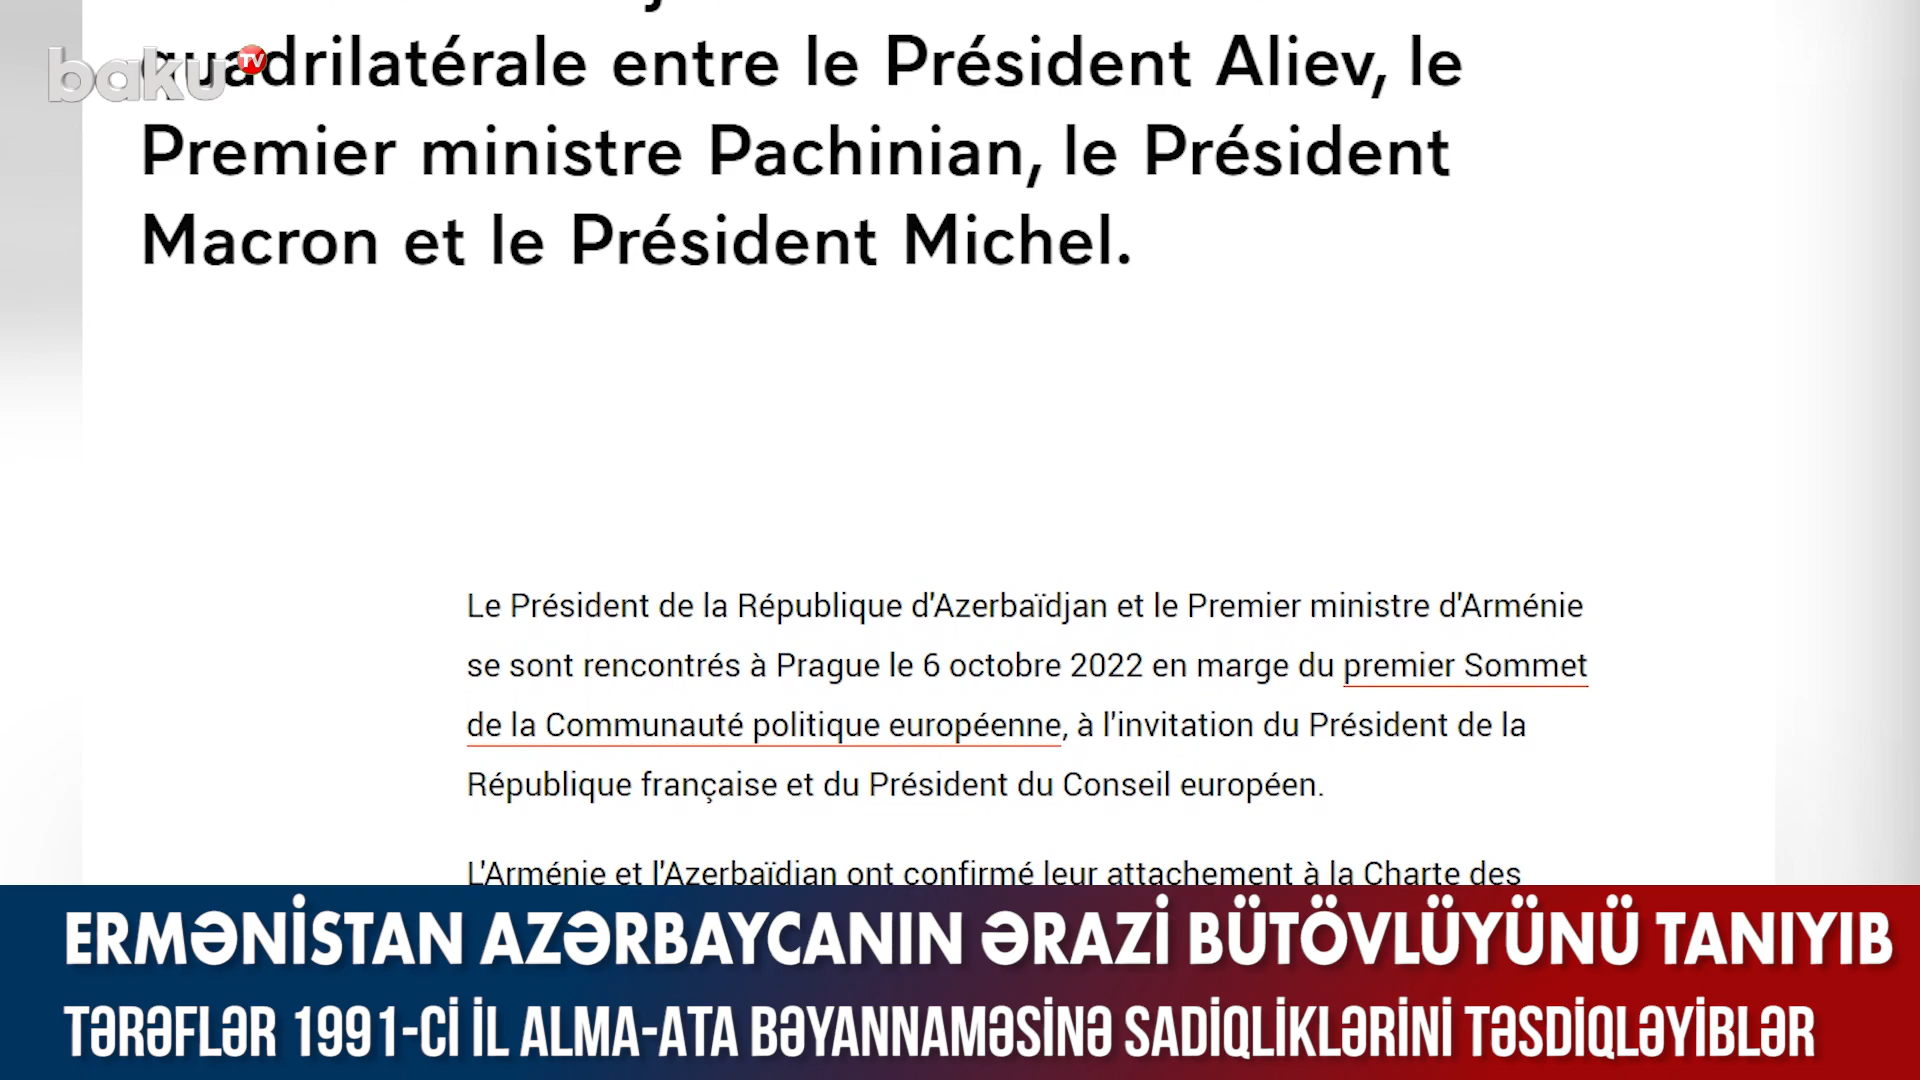 baku TV
quadrilatérale entre le Président Aliev, le
Premier ministre Pachinian, le Président
Macron et le Président Michel.
Le Président de la République d'Azerbaïdjan et le Premier ministre d'Arménie
se sont rencontrés à Prague le 6 octobre 2022 en marge du premier Sommet
de la Communauté politique européenne, à l'invitation du Président de la
République française et du Président du Conseil européen.
L'Arménie et l'Azerbaïdjan ont confirmé leur attachement à la Charte des
ERMƏNİSTAN AZƏRBAYCANIN ƏRAZİ BÜTÖVLÜYÜNÜ TANIYIB
TƏRƏFLƏR 1991-Cİ İL ALMA-ATA BƏYANNAMƏSİNƏ SADİQLİKLƏRİNİ TƏSDİQLƏYİBLƏR